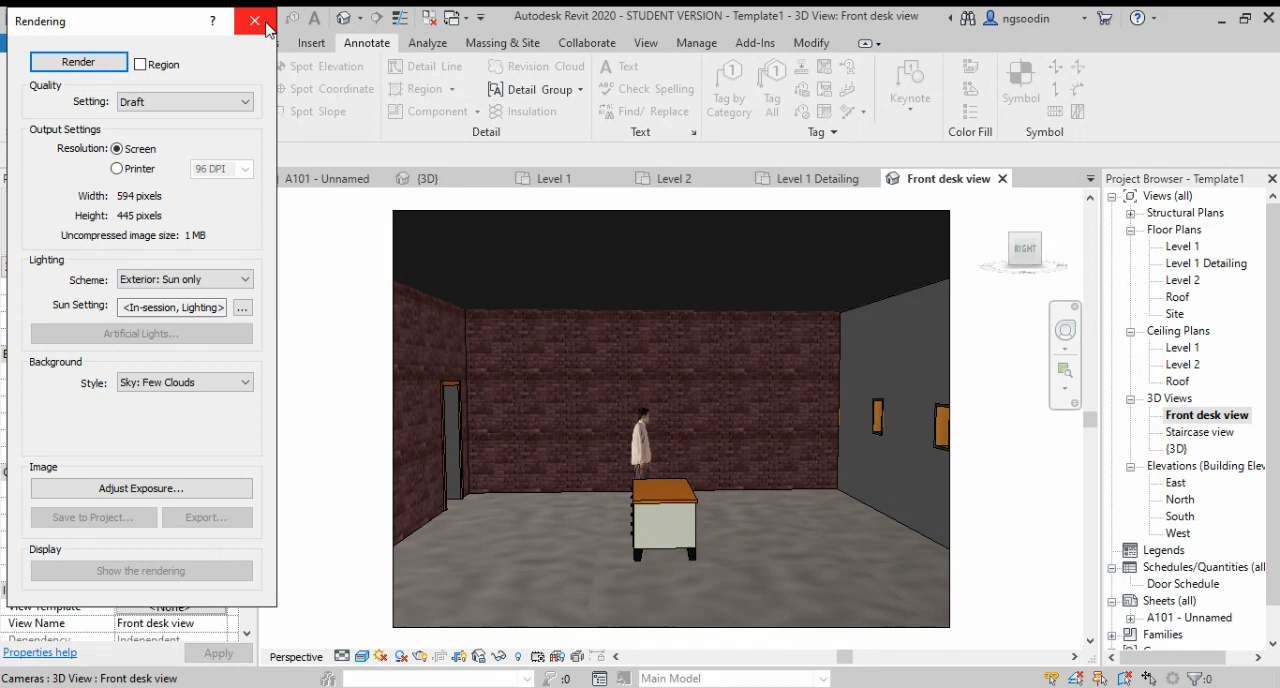 Rendering
?
Autodesk Revit 2020 - STUDENT VERSION - Template1 - 3D View: Front desk view
ngsoodin
Insert
Annotate
Analyze
Massing & Site
Collaborate
View
Manage
Add-Ins
Modify
Render
Region
Quality
Setting:
Draft
Output Settings
Resolution:
Screen
Printer
96 DPI
Width:
594 pixels
Height:
445 pixels
Uncompressed image size:
1 MB
Lighting
Scheme:
Exterior: Sun only
Sun Setting:
<In-session, Lighting>
...
Artificial Lights...
Background
Style:
Sky: Few Clouds
Image
Adjust Exposure...
Save to Project...
Export...
Display
Show the rendering
Spot Elevation
Spot Coordinate
Spot Slope
Detail Line
Region
Component
Revision Cloud
Detail Group
Insulation
Detail
Text
Check Spelling
Find/ Replace
Text
Tag by Category
Tag All
Tag
Keynote
Color Fill
Symbol
Symbol
A101 - Unnamed
{3D}
Level 1
Level 2
Level 1 Detailing
Front desk view
RIGHT
Project Browser - Template1
Views (all)
Structural Plans
Floor Plans
Level 1
Level 1 Detailing
Level 2
Roof
Site
Ceiling Plans
Level 1
Level 2
Roof
3D Views
Front desk view
Staircase view
{3D}
Elevations (Building Elev
East
North
South
West
Legends
Schedules/Quantities (all
Door Schedule
Sheets (all)
A101 - Unnamed
Families
View Template
<None>
View Name
Front desk view
Dependency
Independent
Properties help
Apply
Perspective
Cameras : 3D View : Front desk view
:0
Main Model
:0